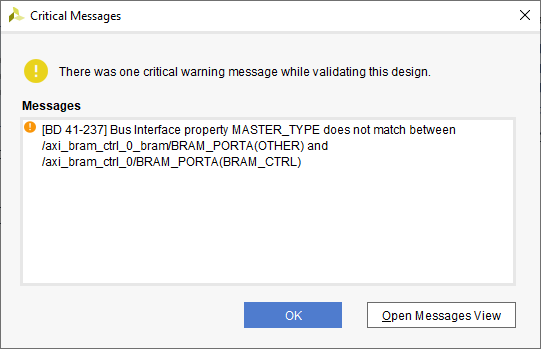 Critical Messages
There was one critical warning message while validating this design.
Messages
[BD 41-237] Bus Interface property MASTER_TYPE does not match between
/axi_bram_ctrl_0_bram/BRAM_PORTA(OTHER) and
/axi_bram_ctrl_0/BRAM_PORTA(BRAM_CTRL)
OK
Open Messages View